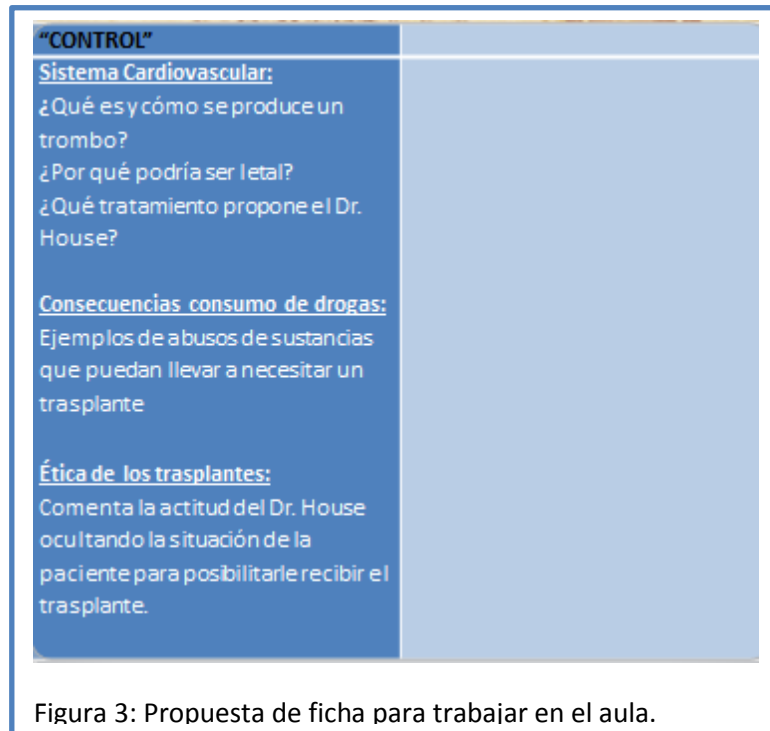 “CONTROL”
Sistema Cardiovascular:
¿Qué es y cómo se produce un
trombo?
¿Por qué podría ser letal?
¿Qué tratamiento propone el Dr.
House?
Consecuencias consumo de drogas:
Ejemplos de abusos de sustancias
que puedan llevar a necesitar un
trasplante
Ética de los trasplantes:
Comenta la actitud del Dr. House
ocultando la situación de la
paciente para posibilitarle recibir el
trasplante.
Figura 3: Propuesta de ficha para trabajar en el aula.